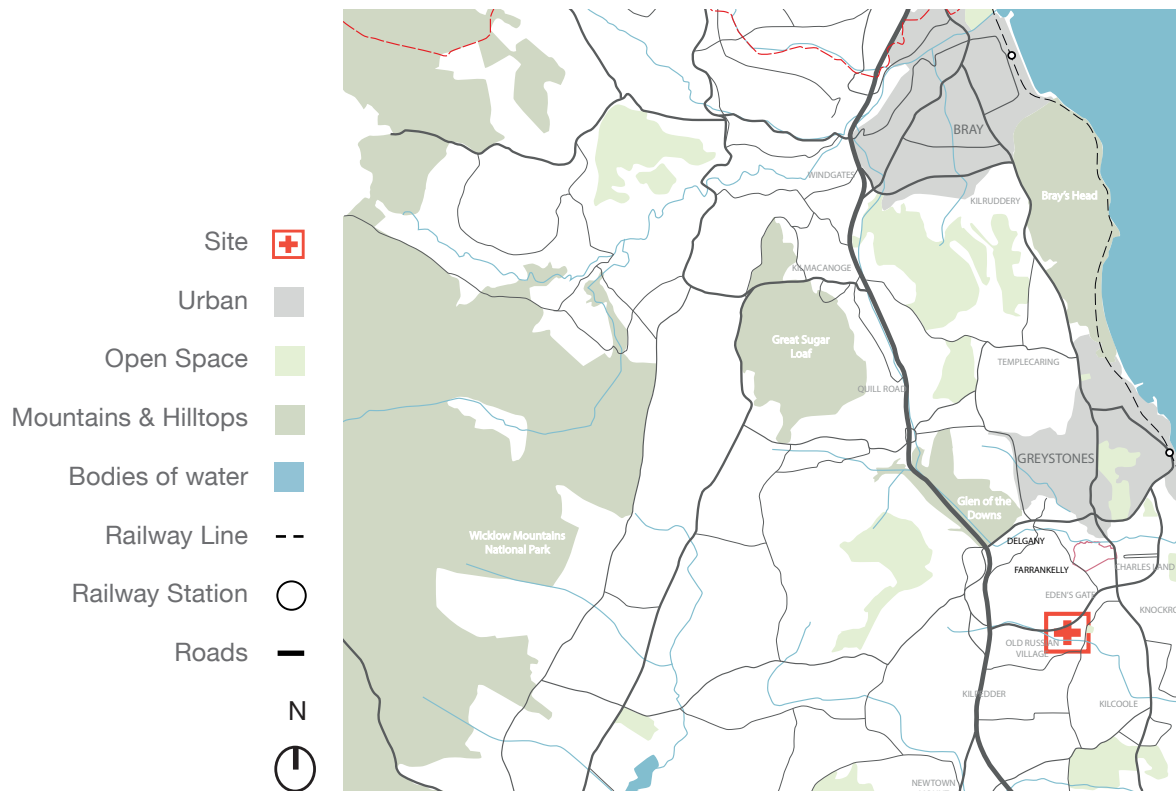 Site
Urban
Open Space
Mountains & Hilltops
Bodies of water
Railway Line
Railway Station
Roads
N
BRAY
WINDGATES
Bray's Head
KILRUDDERY
KILMACANOGE
Great Sugar
Loaf
TEMPLECARING
QUILL ROAD
GREYSTONES
Glen of the
Downs
Wicklow Mountains
National Park
DELGANY
FARRANKELLY
CHARLES LAND
EDEN'S GATE
KNOCKRO
OLD RUSSIAN
VILLAGE
KILCOOLE
NEWTOWN